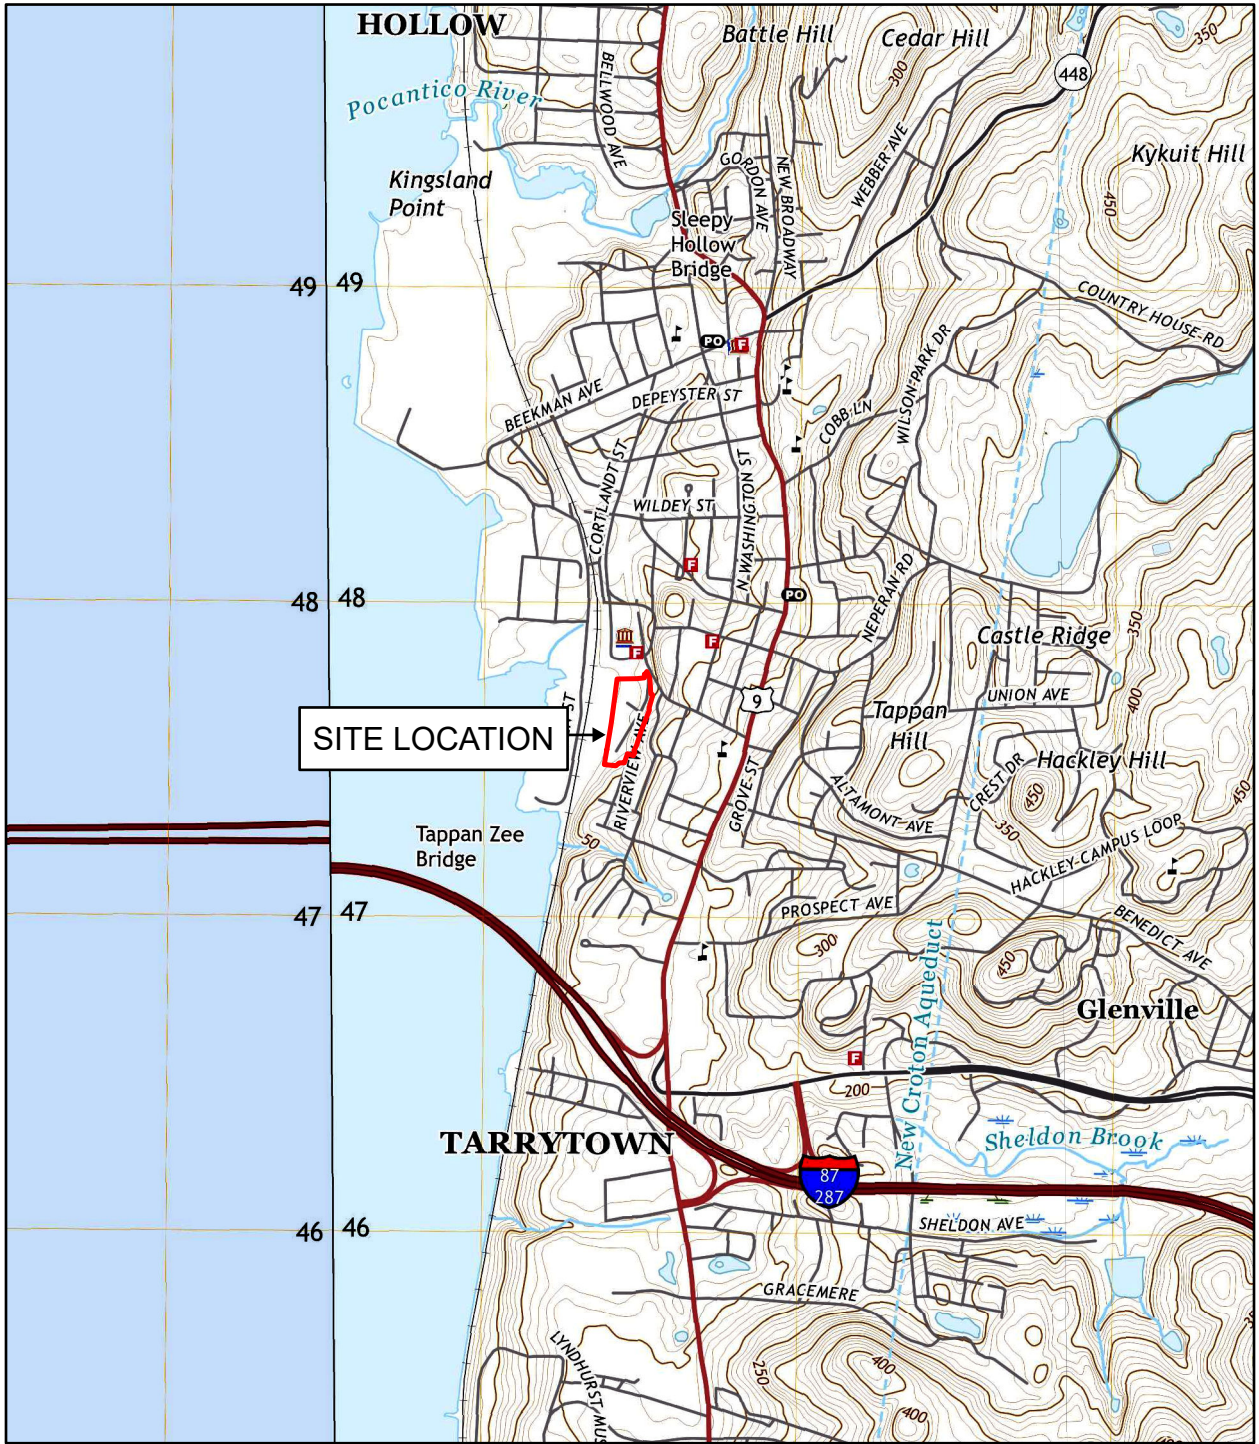 HOLLOW
Battle Hill
Cedar Hill
350
BELLWOOD AVE
448
300
Pocantico River
Kykuit Hill
GORDON AVE
NEW BROADWAY
WEBBER AVE
Kingsland
Point
450
Sleepy
Hollow
Bridge
49
49
COUNTRY HOUSE RD
PO
F
WILSON PARK DR
BEEKMAN AVE
DEPEYSTER ST
COBB LN
CORTLANDT ST
N WASHINGTON ST
WILDEY ST
F
48
48
PO
NEPERAN RD
350
Castle Ridge
F
F
UNION AVE
400
9
Tappan
Hill
ST
SITE LOCATION
RIVERVIEW AVE
Hackley Hill
CREST DR
450
450
GROVE ST
ALTAMONT AVE
350
Tappan Zee
Bridge
50
HACKLEY CAMPUS LOOP
47
47
PROSPECT AVE
BENEDICT AVE
300
450
New Croton Aqueduct
Glenville
F
200
TARRYTOWN
Sheldon Brook
87
287
46
46
SHELDON AVE
GRACEMERE
LYNDHURST MUS
250
400
400